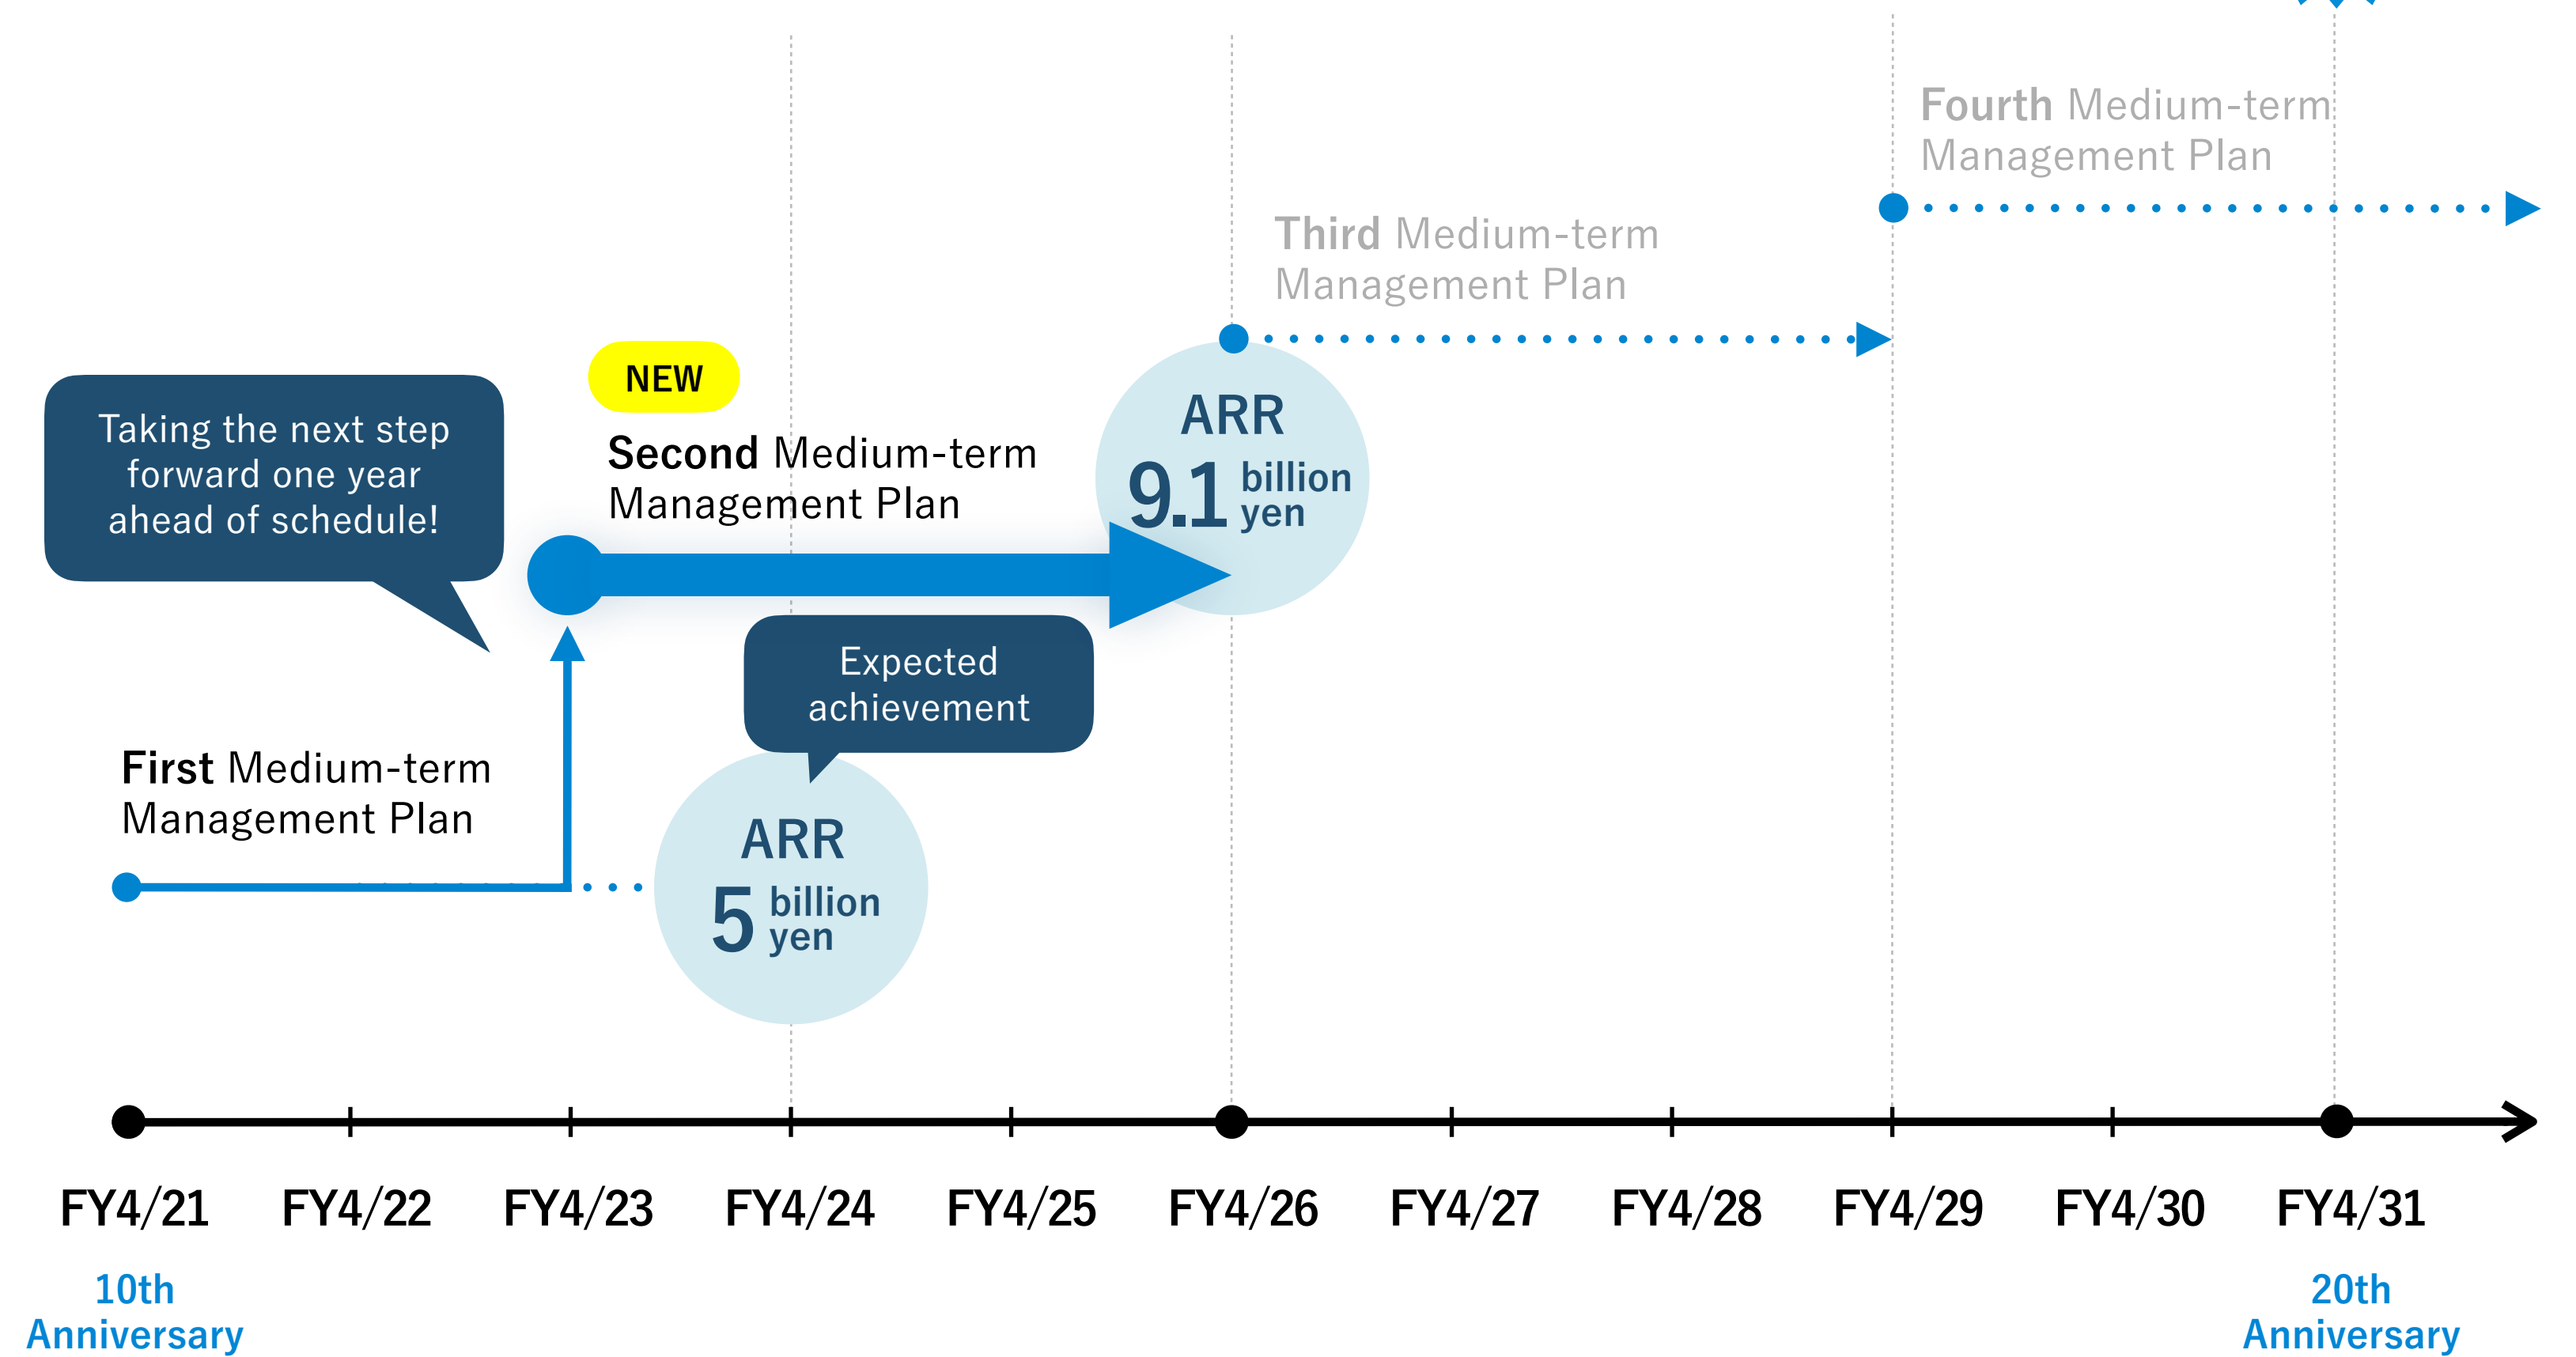 Fourth Medium-term
Management Plan
Third Medium-term
Management Plan
NEW
Second Medium-term
Management Plan
Taking the next step
forward one year
ahead of schedule!
ARR
9.1 billion
yen
Expected
achievement
First Medium-term
Management Plan
ARR
5 billion
yen
FY4/21 FY4/22 FY4/23 FY4/24 FY4/25 FY4/26 FY4/27 FY4/28 FY4/29 FY4/30 FY4/31
10th
Anniversary
20th
Anniversary